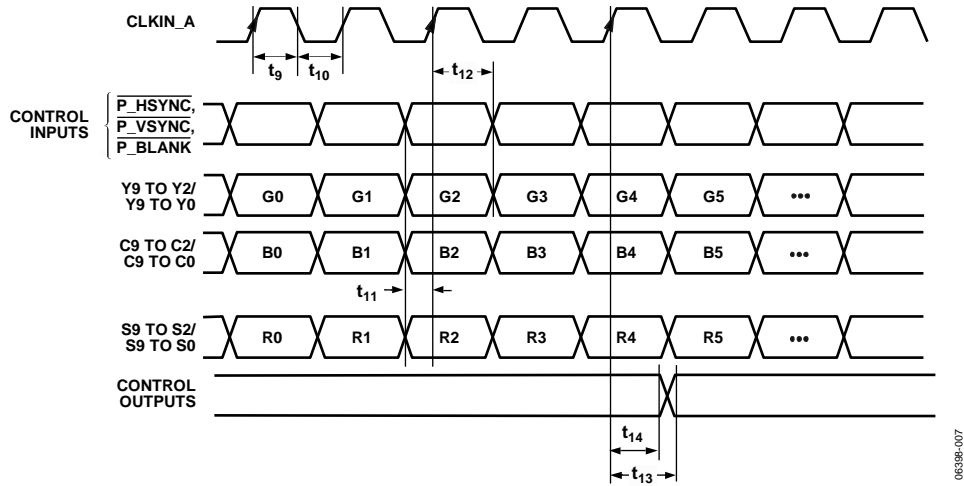 CLKIN_A
t9
t10
t12
CONTROL
INPUTS
P_HSYNC,
P_VSYNC,
P_BLANK
Y9 TO Y2/
Y9 TO Y0
G0 G1 G2 G3 G4 G5 •••
C9 TO C2/
C9 TO C0
B0 B1 B2 B3 B4 B5 •••
t11
S9 TO S2/
S9 TO S0
R0 R1 R2 R3 R4 R5 •••
CONTROL
OUTPUTS
t14
t13
06398-007